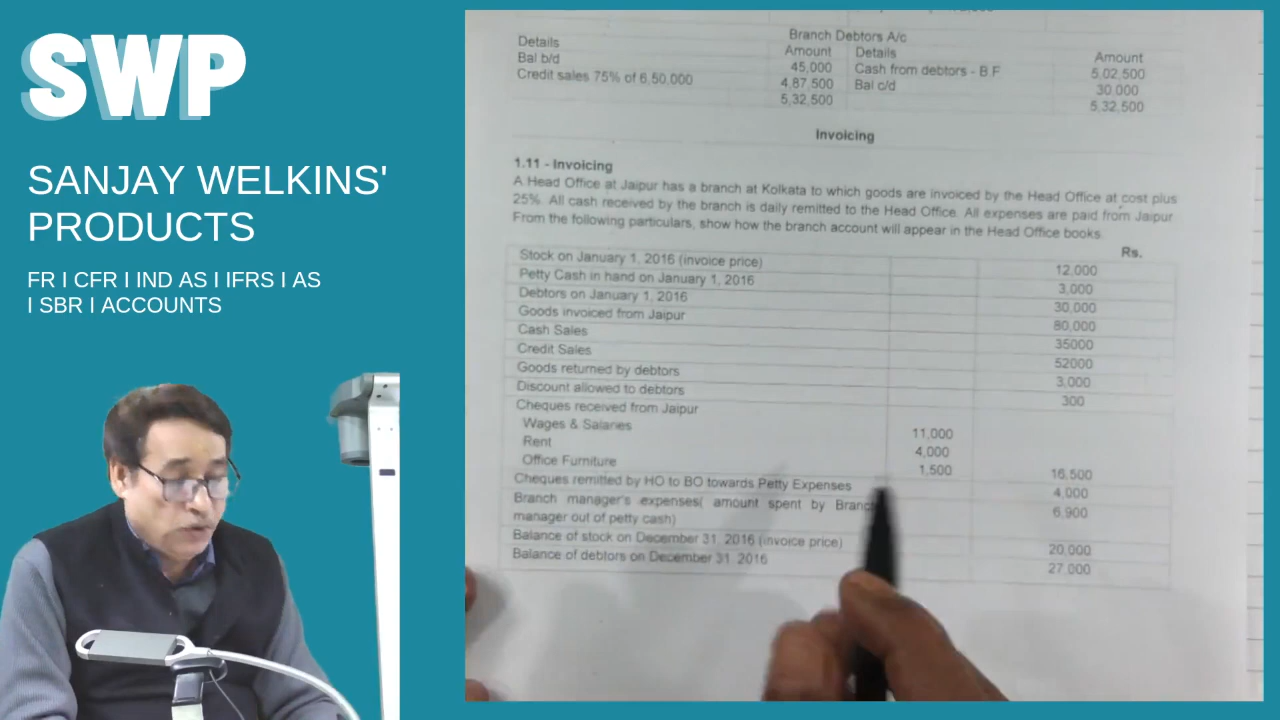 SWP
SANJAY WELKINS'
PRODUCTS
FR I CFR I IND AS I IFRS I AS
I SBR I ACCOUNTS
Branch Debtors A/c
Details Amount Details Amount
Bal b/d 45,000 Cash from debtors - B F 5,02,500
Credit sales 75% of 6,50,000 4,87,500 Bal c/d 30,000
5,32,500 5,32,500
Invoicing
1.11 - Invoicing
A Head Office at Jaipur has a branch at Kolkata to which goods are invoiced by the Head Office at cost plus
25%. All cash received by the branch is daily remitted to the Head Office. All expenses are paid from Jaipur
From the following particulars, show how the branch account will appear in the Head Office books.
Rs.
Stock on January 1, 2016 (invoice price) 12,000
Petty Cash in hand on January 1, 2016 3,000
Debtors on January 1, 2016 30,000
Goods invoiced from Jaipur 80,000
Cash Sales 35000
Credit Sales 52000
Goods returned by debtors 3,000
Discount allowed to debtors 300
Cheques received from Jaipur
Wages & Salaries 11,000
Rent 4,000
Office Furniture 1,500 16,500
Cheques remitted by HO to BO towards Petty Expenses 4,000
Branch manager's expenses( amount spent by Branch 6,900
manager out of petty cash)
Balance of stock on December 31, 2016 (invoice price) 20,000
Balance of debtors on December 31, 2016 27,000